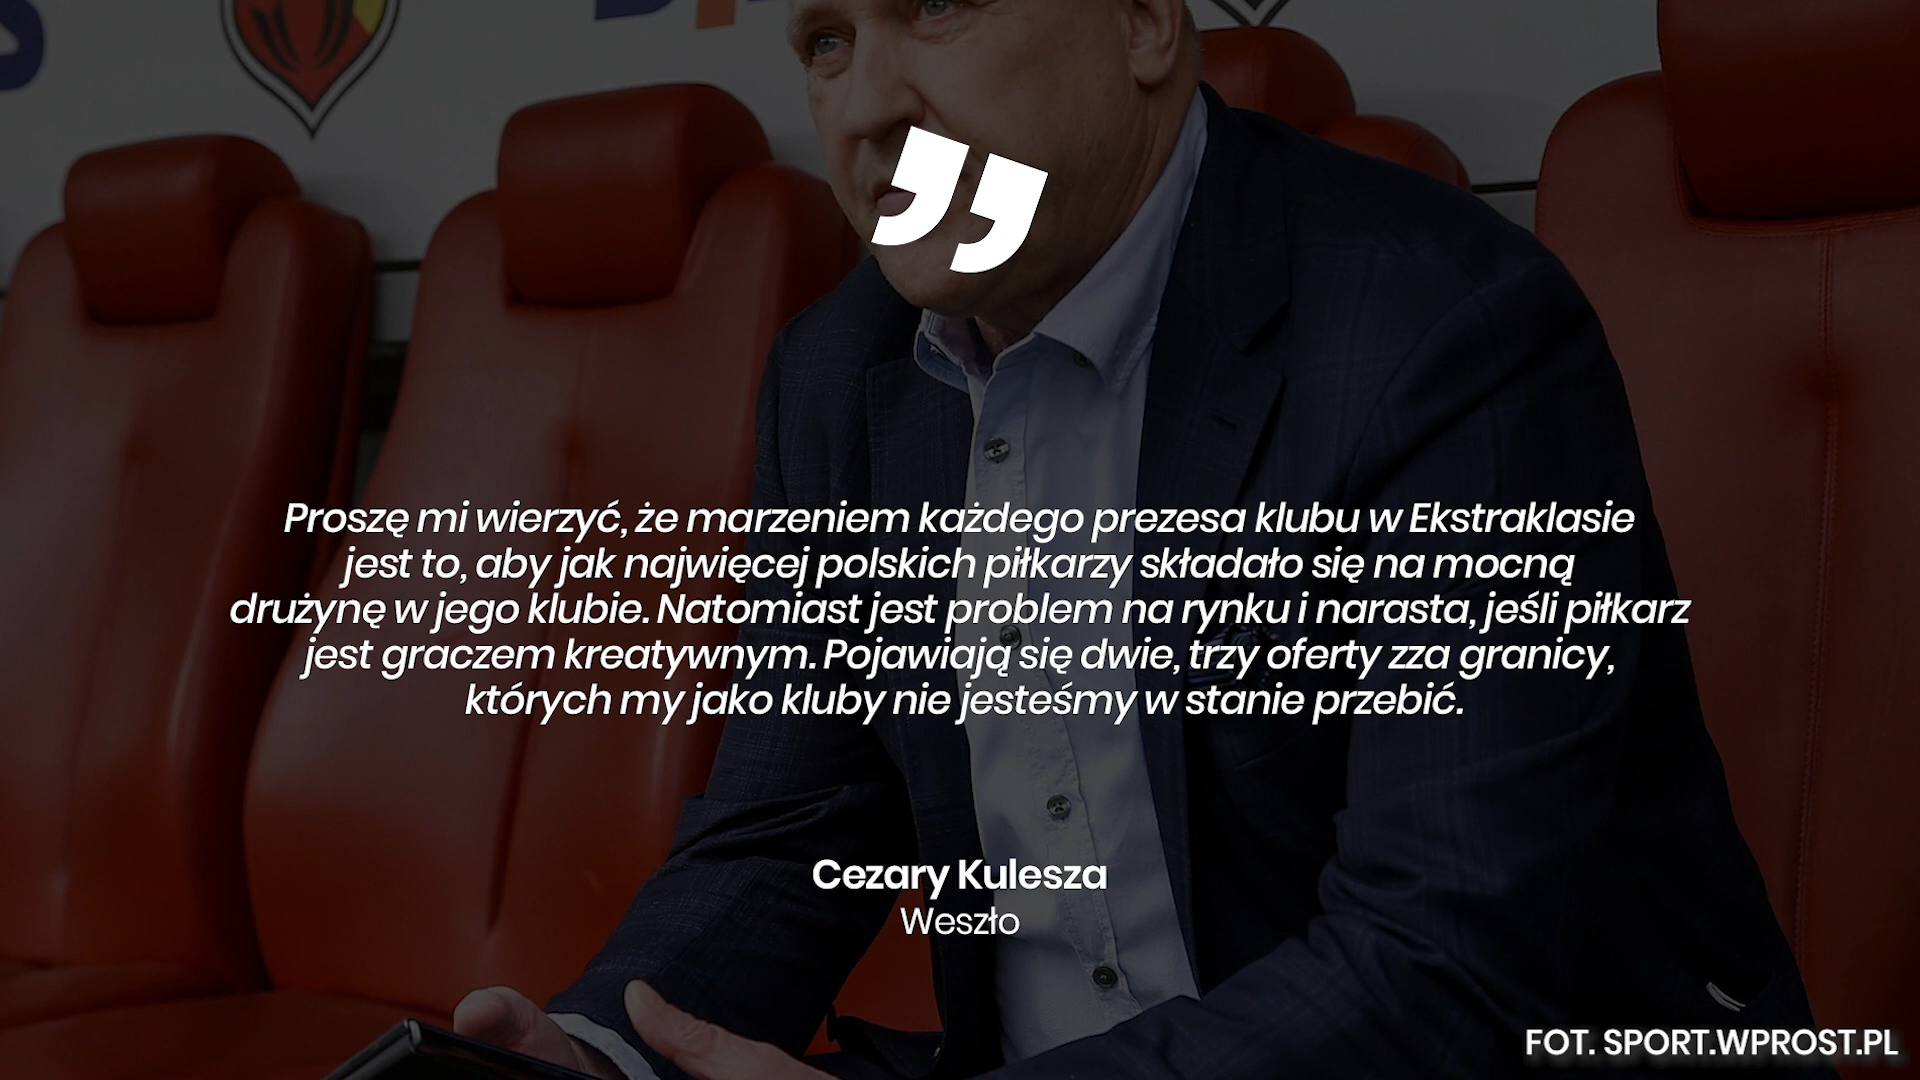 ”
Proszę mi wierzyć, że marzeniem każdego prezesa klubu w Ekstraklasie
jest to, aby jak najwięcej polskich piłkarzy składało się na mocną
drużynę w jego klubie. Natomiast jest problem na rynku i narasta, jeśli piłkarz
jest graczem kreatywnym. Pojawiają się dwie, trzy oferty zza granicy,
których my jako kluby nie jesteśmy w stanie przebić.
Cezary Kulesza
Weszło
FOT. SPORT.WPROST.PL